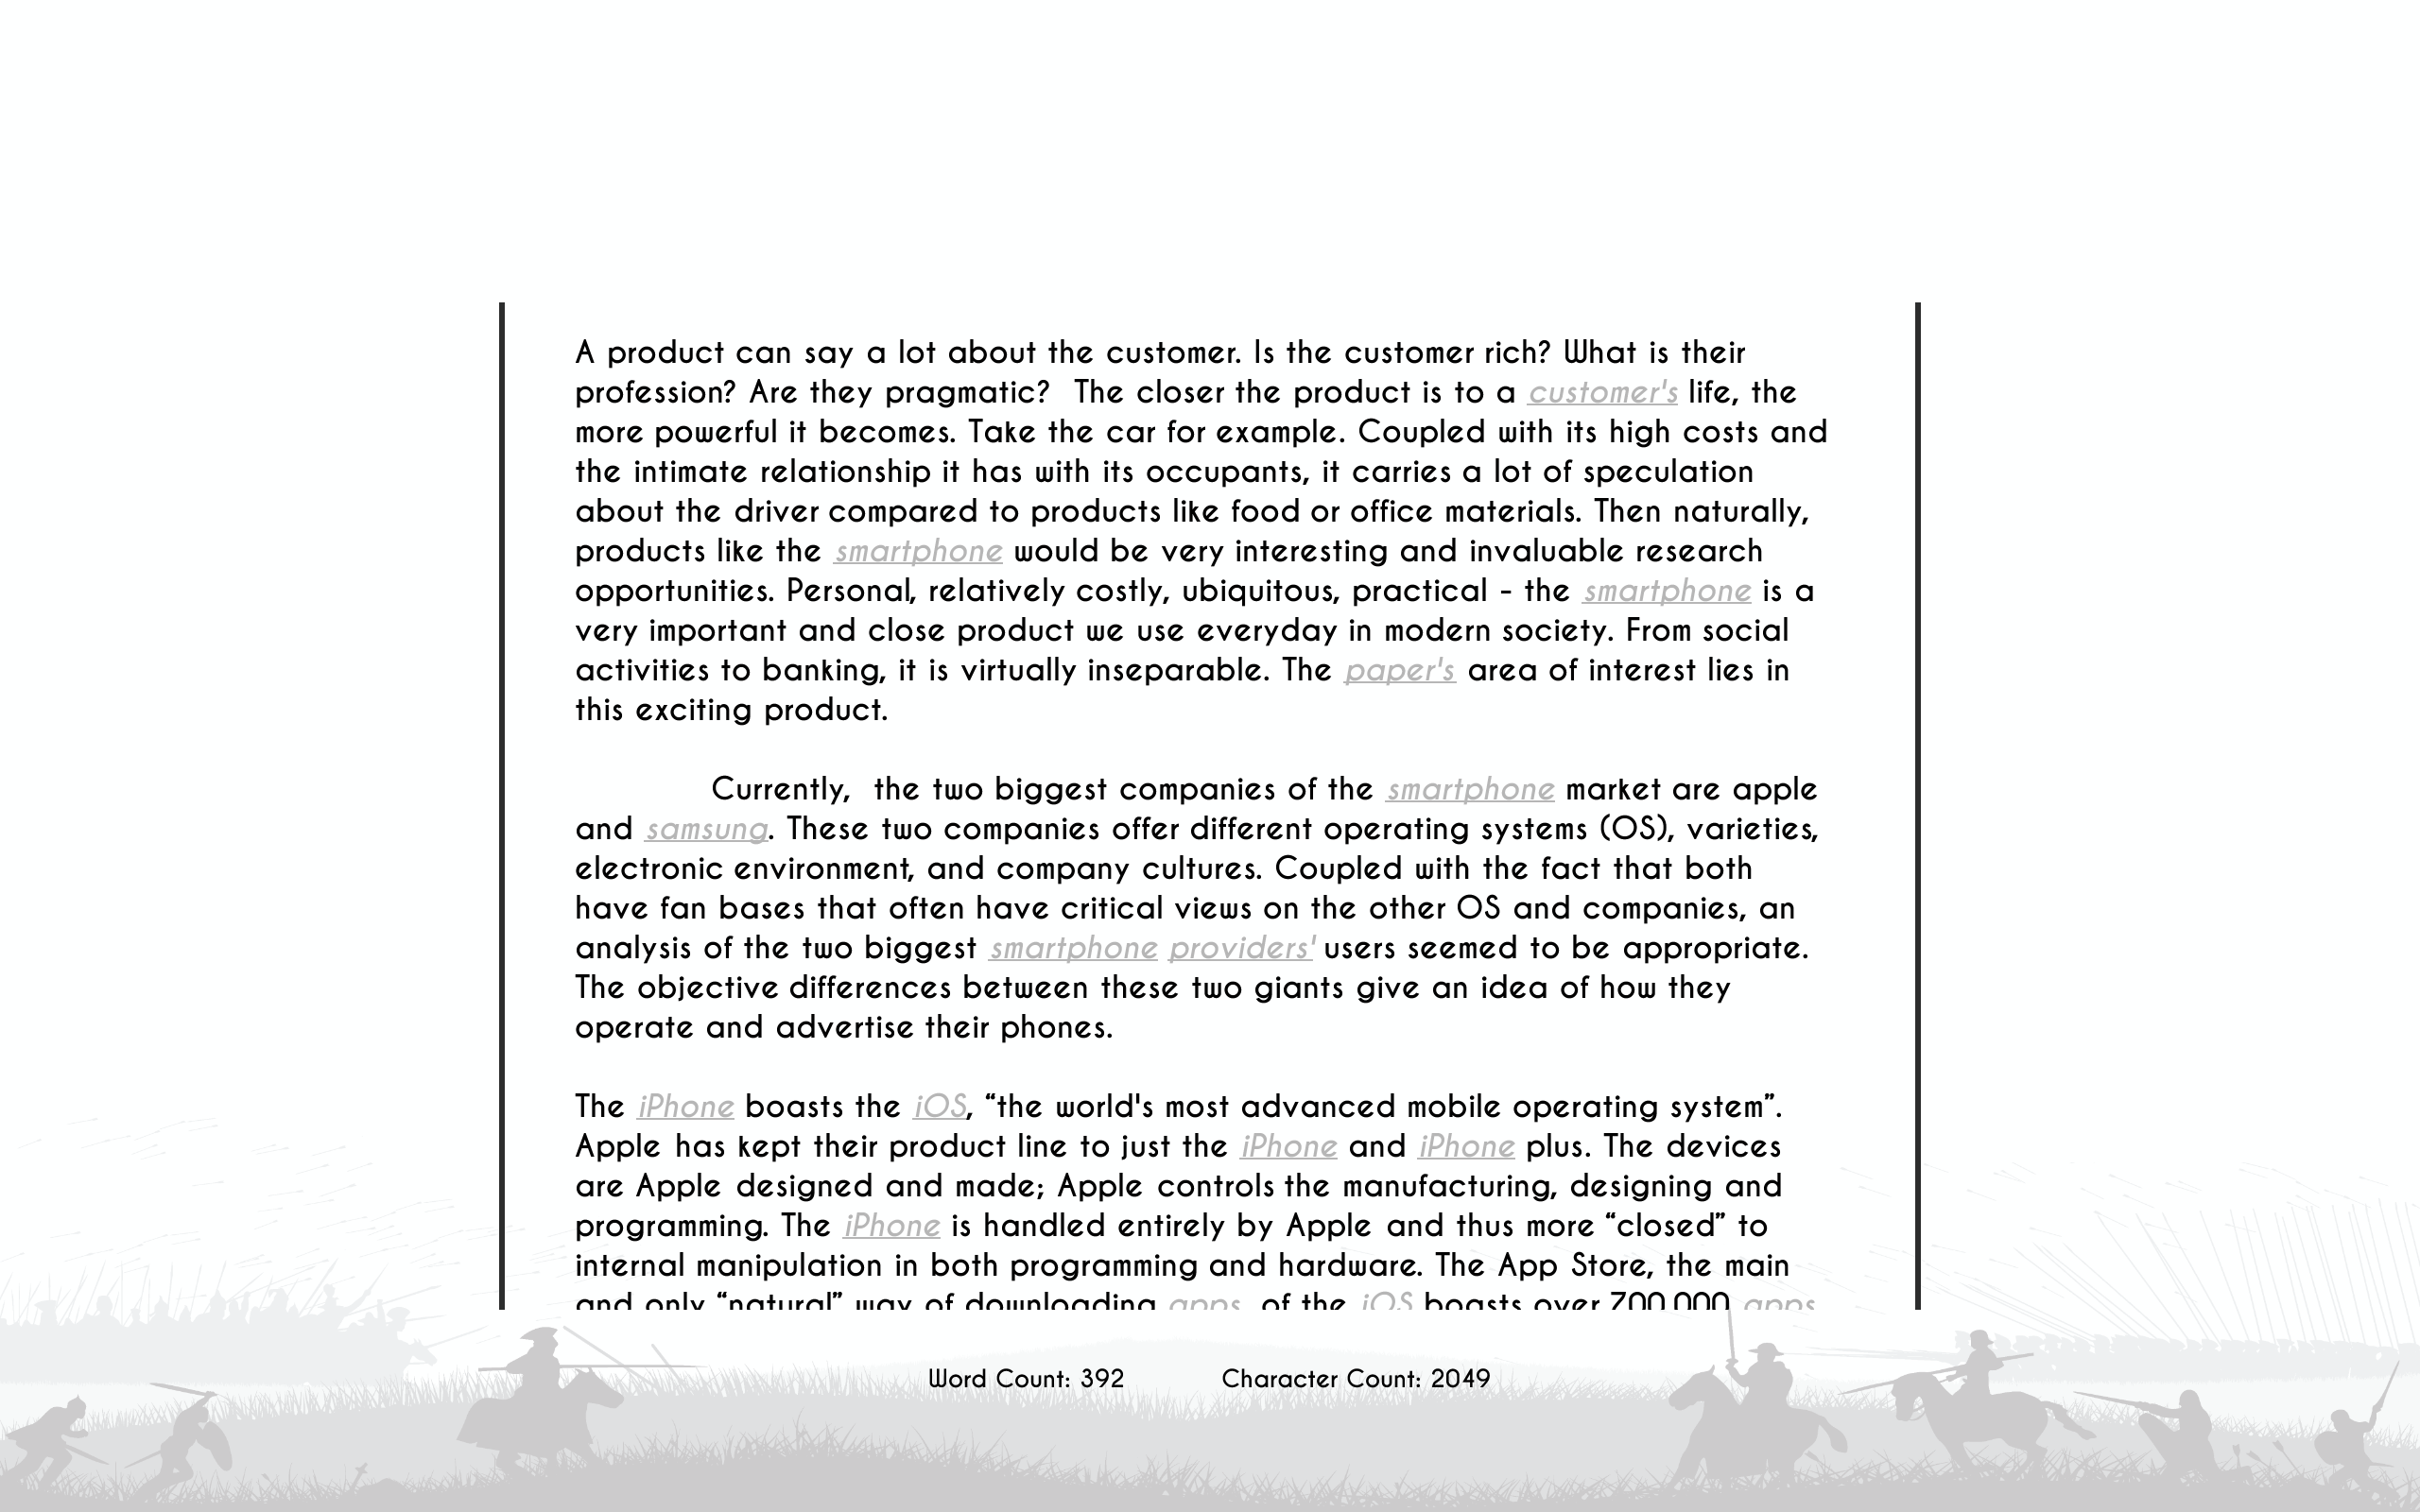 A product can say a lot about the customer. Is the customer rich? What is their
profession? Are they pragmatic?  The closer the product is to a customer's life, the
more powerful it becomes. Take the car for example. Coupled with its high costs and
the intimate relationship it has with its occupants, it carries a lot of speculation
about the driver compared to products like food or office materials. Then naturally,
products like the smartphone would be very interesting and invaluable research
opportunities. Personal, relatively costly, ubiquitous, practical - the smartphone is a
very important and close product we use everyday in modern society. From social
activities to banking, it is virtually inseparable. The paper's area of interest lies in
this exciting product.
Currently,  the two biggest companies of the smartphone market are apple
and samsung. These two companies offer different operating systems (OS), varieties,
electronic environment, and company cultures. Coupled with the fact that both
have fan bases that often have critical views on the other OS and companies, an
analysis of the two biggest smartphone providers' users seemed to be appropriate.
The objective differences between these two giants give an idea of how they
operate and advertise their phones.
The iPhone boasts the iOS, “the world's most advanced mobile operating system”.
Apple has kept their product line to just the iPhone and iPhone plus. The devices
are Apple designed and made; Apple controls the manufacturing, designing and
programming. The iPhone is handled entirely by Apple and thus more “closed” to
internal manipulation in both programming and hardware. The App Store, the main
and only “natural” way of downloading apps  of the iOS boasts over 700,000 apps
Word Count: 392
Character Count: 2049